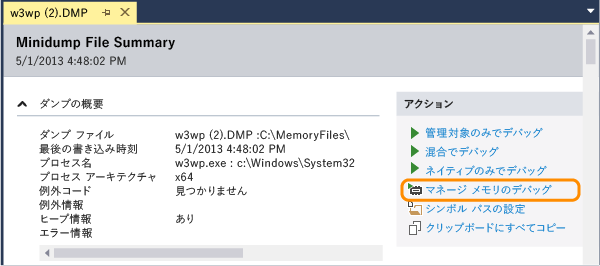 w3wp (2).DMP
Minidump File Summary
5/1/2013 4:48:02 PM
ダンプの概要
ダンプ ファイル w3wp (2).DMP :C:\MemoryFiles\
最後の書き込み時刻 5/1/2013 4:48:02 PM
プロセス名 w3wp.exe : c:\Windows\System32
プロセス アーキテクチャ x64
例外コード 見つかりません
例外情報
ヒープ情報 あり
エラー情報
アクション
管理対象のみでデバッグ
混合でデバッグ
ネイティブのみでデバッグ
マネージ メモリのデバッグ
シンボル パスの設定
クリップボードにすべてコピー